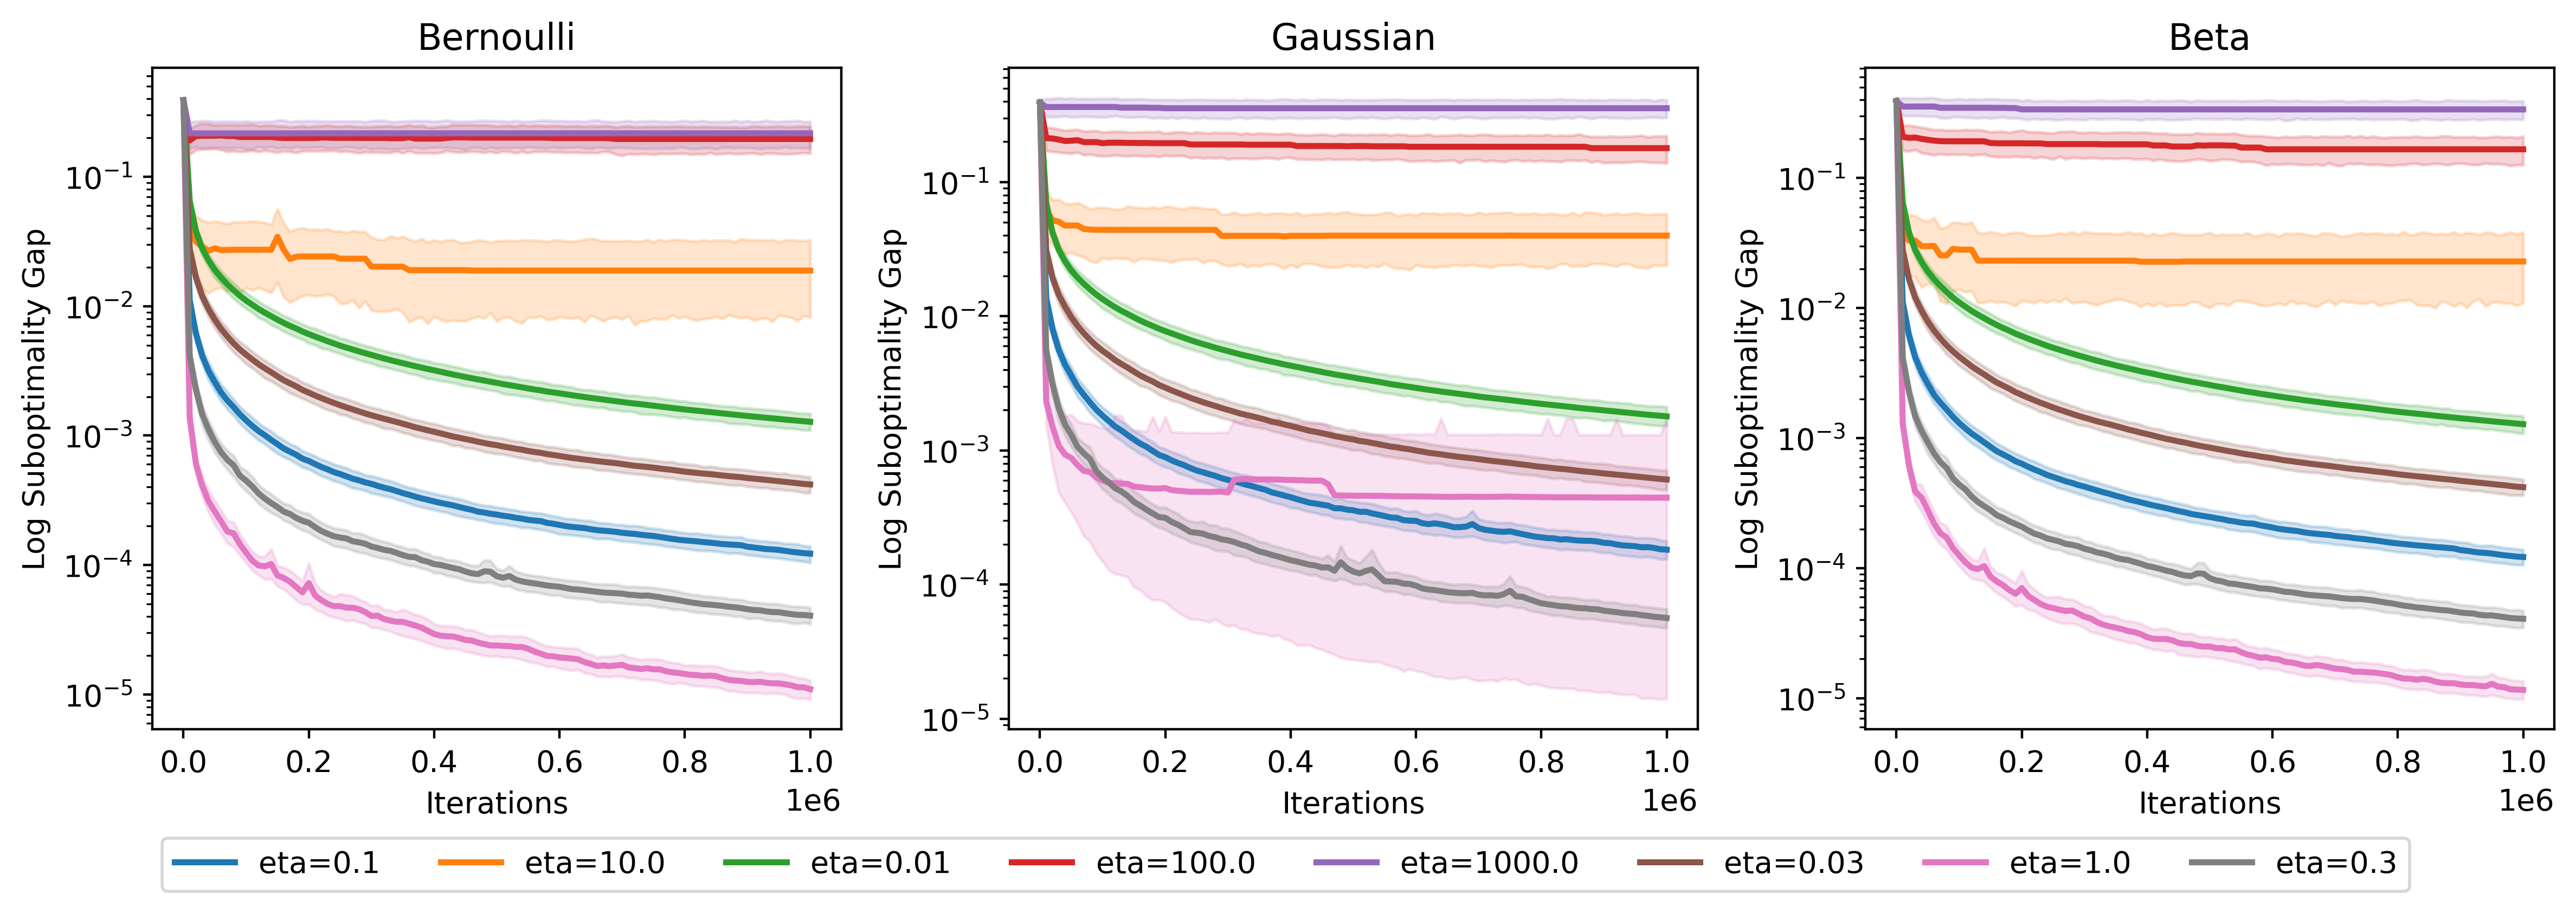 Bernoulli
Log Suboptimality Gap
10⁻¹
10⁻²
10⁻³
10⁻⁴
10⁻⁵
0.0 0.2 0.4 0.6 0.8 1.0
1e6
Iterations
Gaussian
Log Suboptimality Gap
10⁻¹
10⁻²
10⁻³
10⁻⁴
10⁻⁵
0.0 0.2 0.4 0.6 0.8 1.0
1e6
Iterations
Beta
Log Suboptimality Gap
10⁻¹
10⁻²
10⁻³
10⁻⁴
10⁻⁵
0.0 0.2 0.4 0.6 0.8 1.0
1e6
Iterations
eta=0.1 eta=10.0 eta=0.01 eta=100.0 eta=1000.0 eta=0.03 eta=1.0 eta=0.3